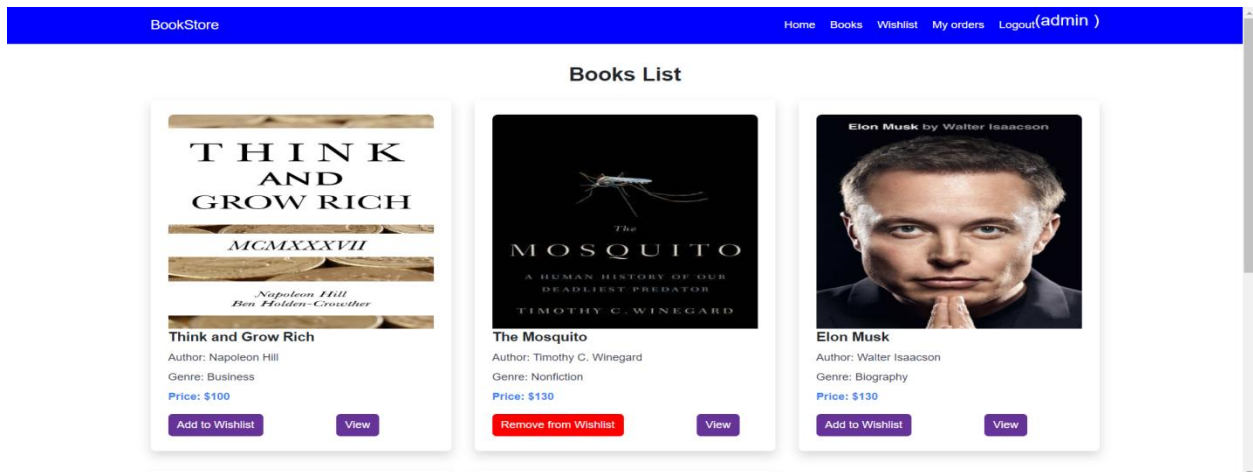 BookStore
Home Books Wishlist My orders Logout(admin )
Books List
THINK
AND
GROW RICH
MCMXXXVII
Napoleon Hill
Ben Holden-Crowther
Think and Grow Rich
Author: Napoleon Hill
Genre: Business
Price: $100
Add to Wishlist View
The
MOSQUITO
A HUMAN HISTORY OF OUR
DEADLIEST PREDATOR
TIMOTHY C. WINEGARD
The Mosquito
Author: Timothy C. Winegard
Genre: Nonfiction
Price: $130
Remove from Wishlist View
Elon Musk by Walter Isaacson
Elon Musk
Author: Walter Isaacson
Genre: Biography
Price: $130
Add to Wishlist View